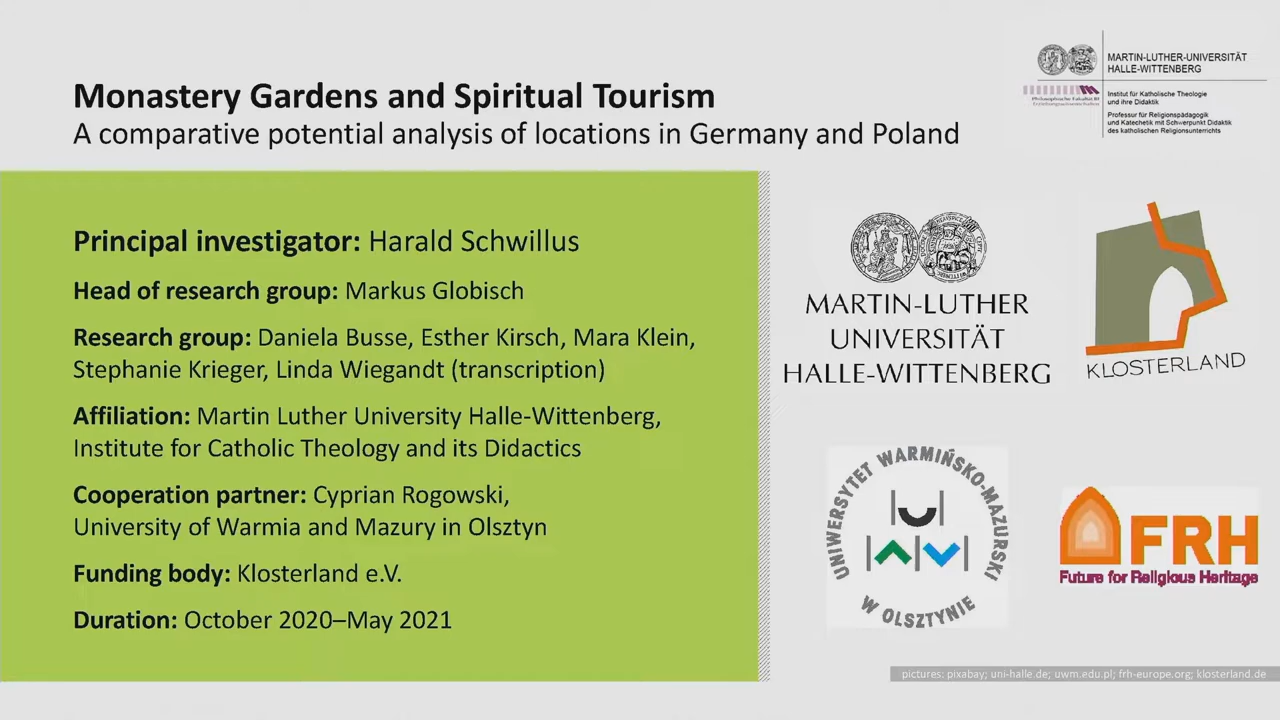 Monastery Gardens and Spiritual Tourism
A comparative potential analysis of locations in Germany and Poland
MARTIN-LUTHER-UNIVERSITÄT
HALLE-WITTENBERG
Philosophische Fakultät III
Erziehungswissenschaften
Institut für Katholische Theologie
und ihre Didaktik
Professur für Religionspädagogik
und Katechetik mit Schwerpunkt Didaktik
des katholischen Religionsunterrichts
Principal investigator: Harald Schwillus
Head of research group: Markus Globisch
Research group: Daniela Busse, Esther Kirsch, Mara Klein,
Stephanie Krieger, Linda Wiegandt (transcription)
Affiliation: Martin Luther University Halle-Wittenberg,
Institute for Catholic Theology and its Didactics
Cooperation partner: Cyprian Rogowski,
University of Warmia and Mazury in Olsztyn
Funding body: Klosterland e.V.
Duration: October 2020–May 2021
MARTIN-LUTHER
UNIVERSITÄT
HALLE-WITTENBERG
KLOSTERLAND
UNIWERSYTET WARMIŃSKO-MAZURSKI
W OLSZTYNIE
FRH
Future for Religious Heritage
pictures: pixabay; uni-halle.de; uwm.edu.pl; frh-europe.org; klosterland.de